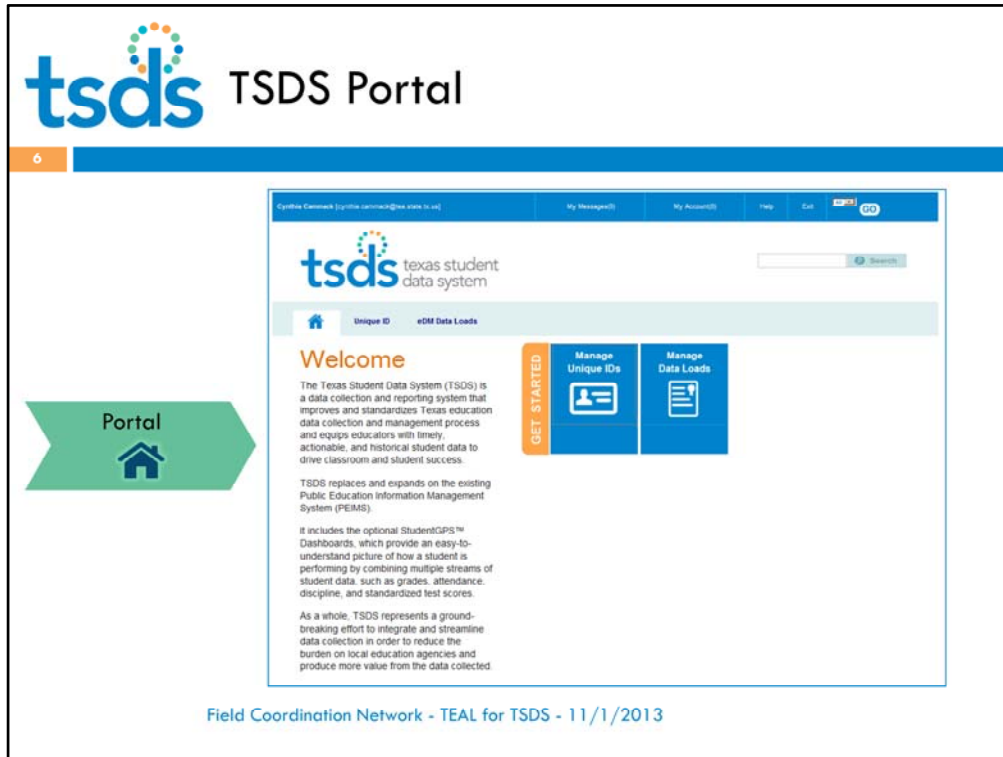 tsds TSDS Portal
6
Cynthia Cammack [cynthia.cammack@tea.state.tx.us] My Messages(0) My Account(0) Help Exit GO
tsds texas student
data system
Search
Unique ID eDM Data Loads
Welcome
The Texas Student Data System (TSDS) is
a data collection and reporting system that
improves and standardizes Texas education
data collection and management process
and equips educators with timely,
actionable, and historical student data to
drive classroom and student success.
TSDS replaces and expands on the existing
Public Education Information Management
System (PEIMS).
It includes the optional StudentGPS™
Dashboards, which provide an easy-to-
understand picture of how a student is
performing by combining multiple streams of
student data, such as grades, attendance,
discipline, and standardized test scores.
As a whole, TSDS represents a ground-
breaking effort to integrate and streamline
data collection in order to reduce the
burden on local education agencies and
produce more value from the data collected.
GET STARTED
Manage
Unique IDs
Manage
Data Loads
Portal
Field Coordination Network - TEAL for TSDS - 11/1/2013